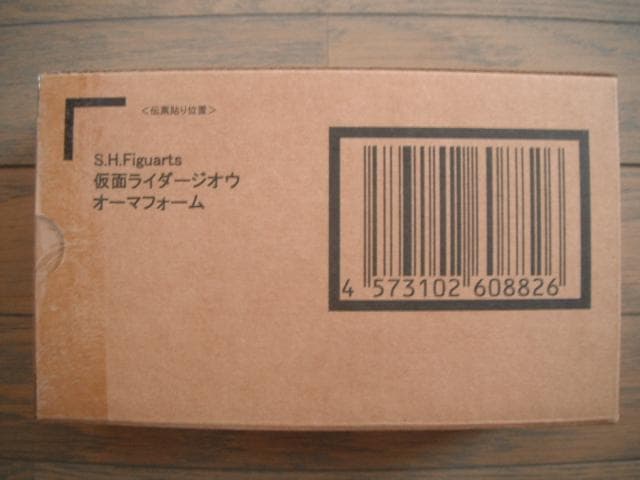 <伝票貼り位置>
S.H.Figuarts
仮面ライダージオウ
オーマフォーム
4 573102 608826